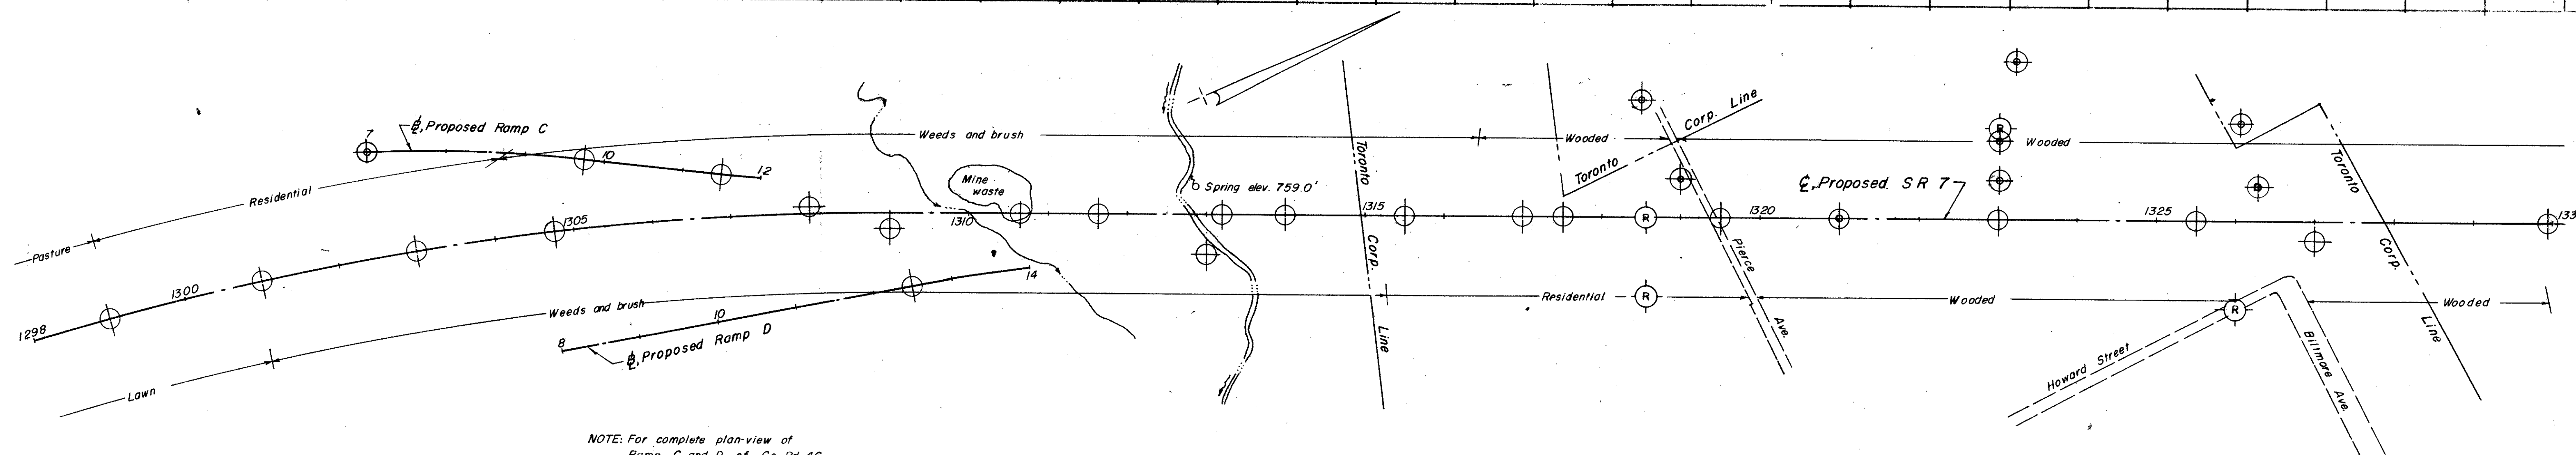 7
℄, Proposed Ramp C
10
12
Weeds and brush
Wooded
Corp. Line
Toronto
R
Wooded
Residential
Mine
waste
Spring elev. 759.0'
Toronto
Corp.
Line
℄, Proposed SR 7
Toronto
Corp.
Line
Pasture
1298
1300
1305
1310
1315
R
1320
1325
Pierce
Ave.
14
10
8
℄, Proposed Ramp D
Weeds and brush
Residential
R
Wooded
R
Wooded
Lawn
Howard Street
Biltmore
Ave.
NOTE: For complete plan-view of